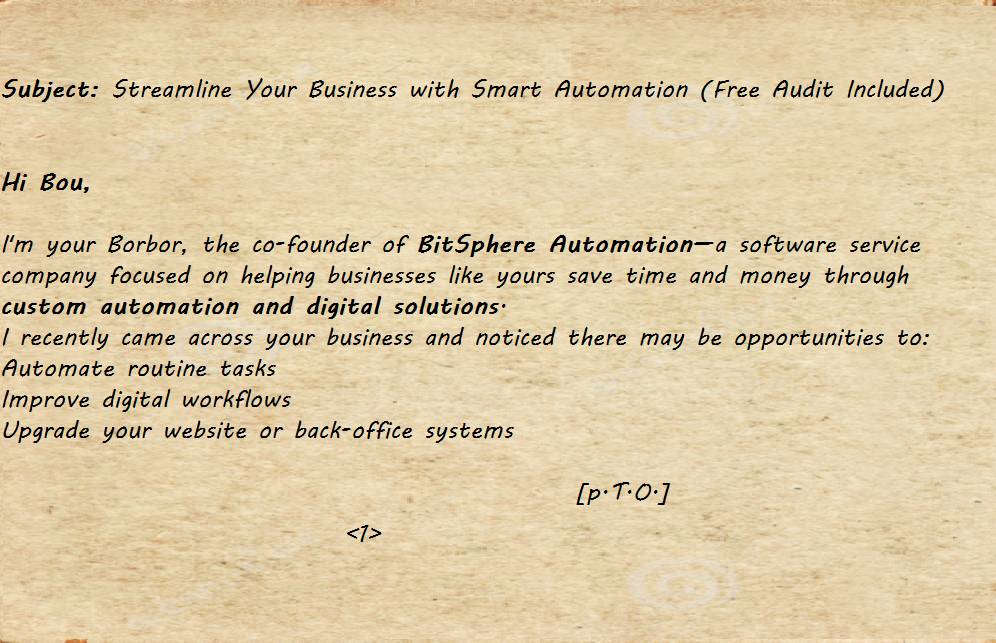 Subject: Streamline Your Business with Smart Automation (Free Audit Included)
Hi Bou,
I'm your Borbor, the co-founder of BitSphere Automation—a software service
company focused on helping businesses like yours save time and money through
custom automation and digital solutions·
I recently came across your business and noticed there may be opportunities to:
Automate routine tasks
Improve digital workflows
Upgrade your website or back-office systems
[p·T·O·]
<1>